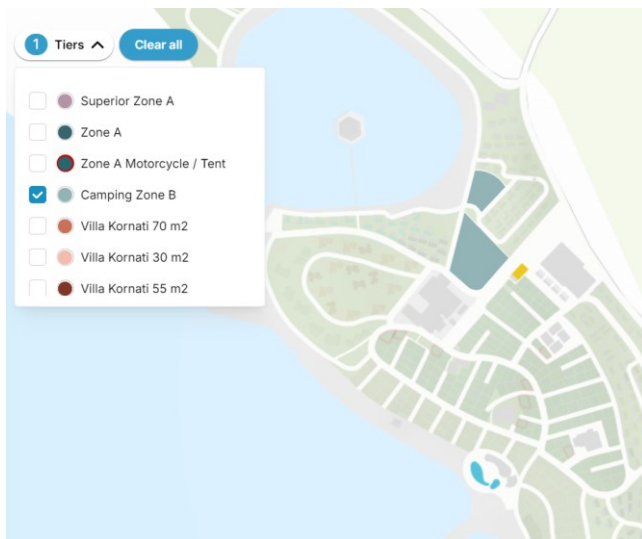 1 Tiers Clear all
Superior Zone A
Zone A
Zone A Motorcycle / Tent
Camping Zone B
Villa Kornati 70 m2
Villa Kornati 30 m2
Villa Kornati 55 m2